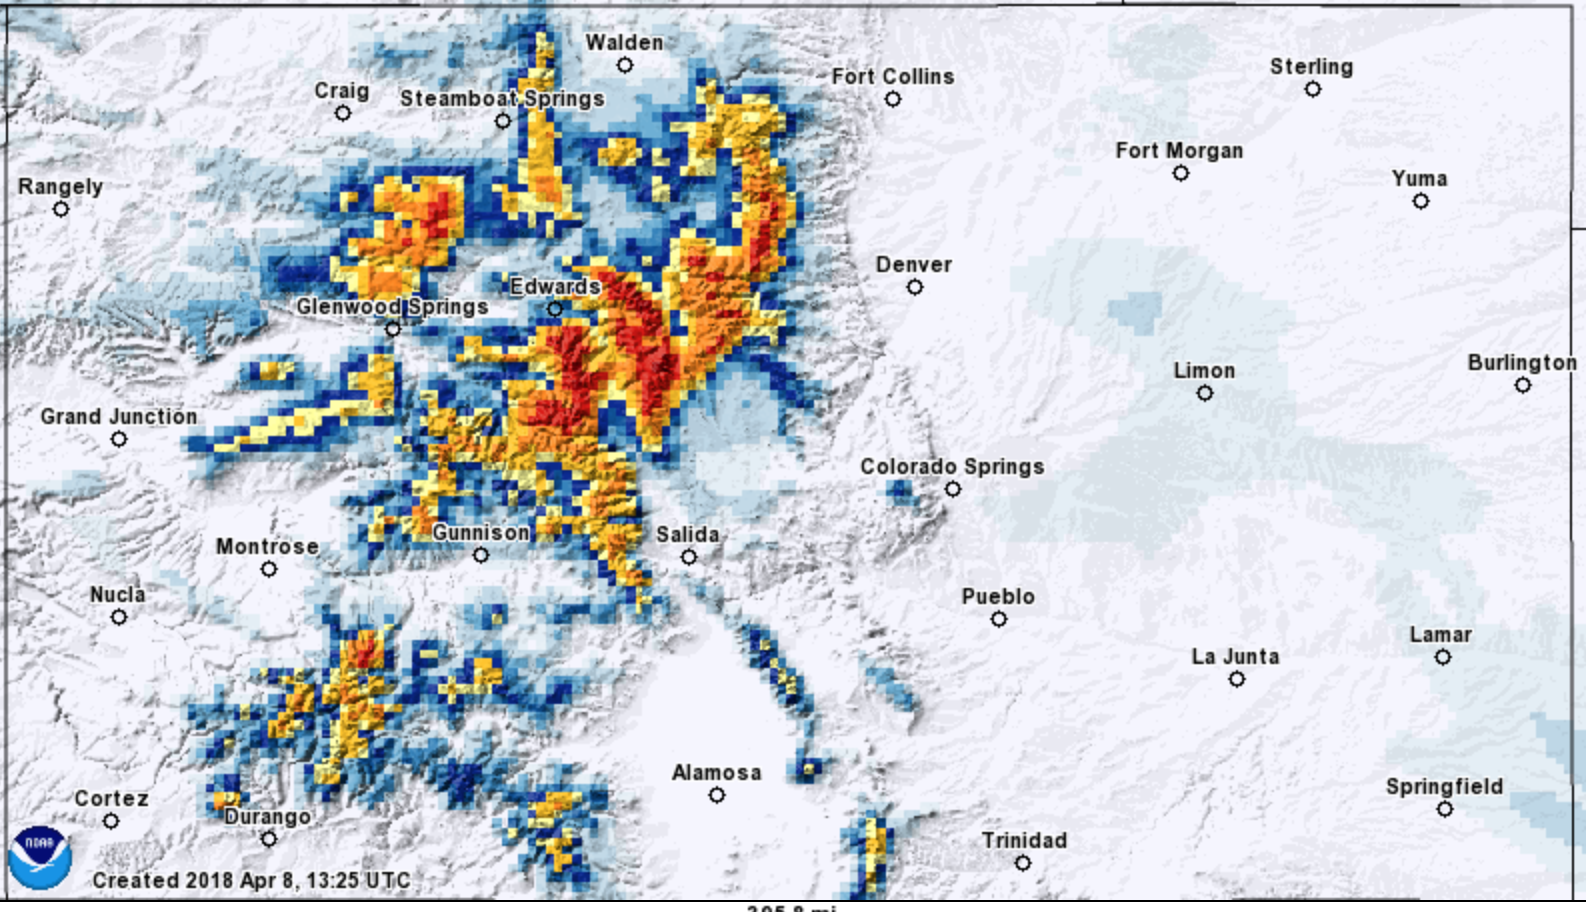 Walden
Fort Collins
Sterling
Craig
Steamboat Springs
Fort Morgan
Rangely
Yuma
Denver
Edwards
Glenwood Springs
Burlington
Limon
Grand Junction
Colorado Springs
Gunnison
Salida
Montrose
Nucla
Pueblo
Lamar
La Junta
Alamosa
Springfield
Cortez
Durango
Trinidad
NOAA
Created 2018 Apr 8, 13:25 UTC